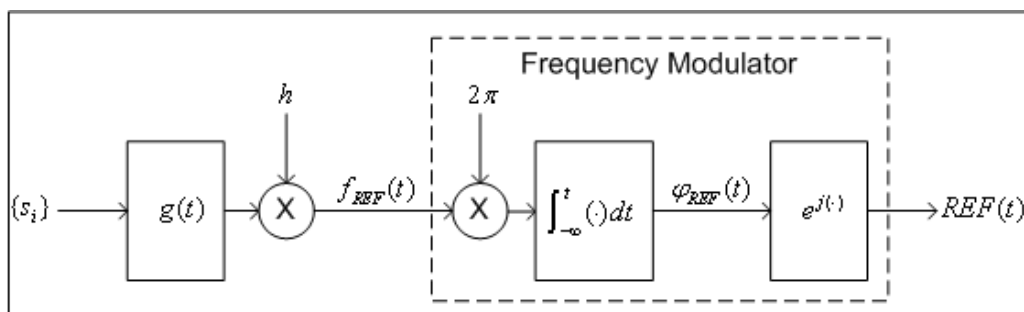 Frequency Modulator
h
2π
{s_i}
g(t)
X
f_REF(t)
X
∫_{-∞}^{t}(·)dt
φ_REF(t)
e^{j(·)}
REF(t)